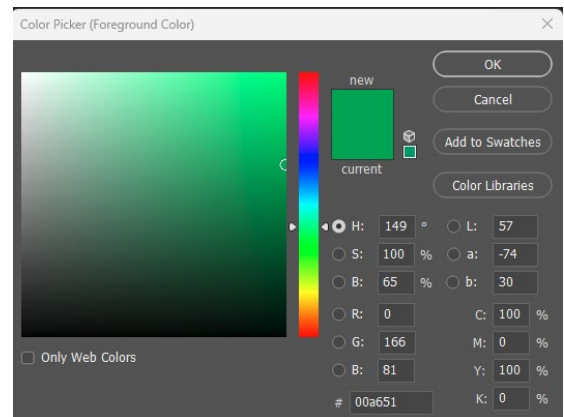 Color Picker (Foreground Color)
new
current
OK
Cancel
Add to Swatches
Color Libraries
H: 149 ° L: 57
S: 100 % a: -74
B: 65 % b: 30
R: 0 C: 100 %
G: 166 M: 0 %
B: 81 Y: 100 %
# 00a651 K: 0 %
Only Web Colors